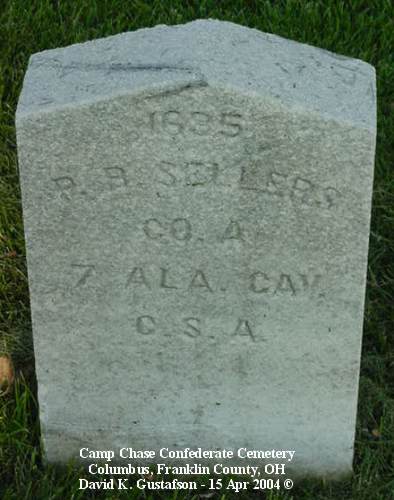 1635
R. R. SELLERS
CO. A
7 ALA. CAV.
C. S. A.
Camp Chase Confederate Cemetery
Columbus, Franklin County, OH
David K. Gustafson - 15 Apr 2004 ©